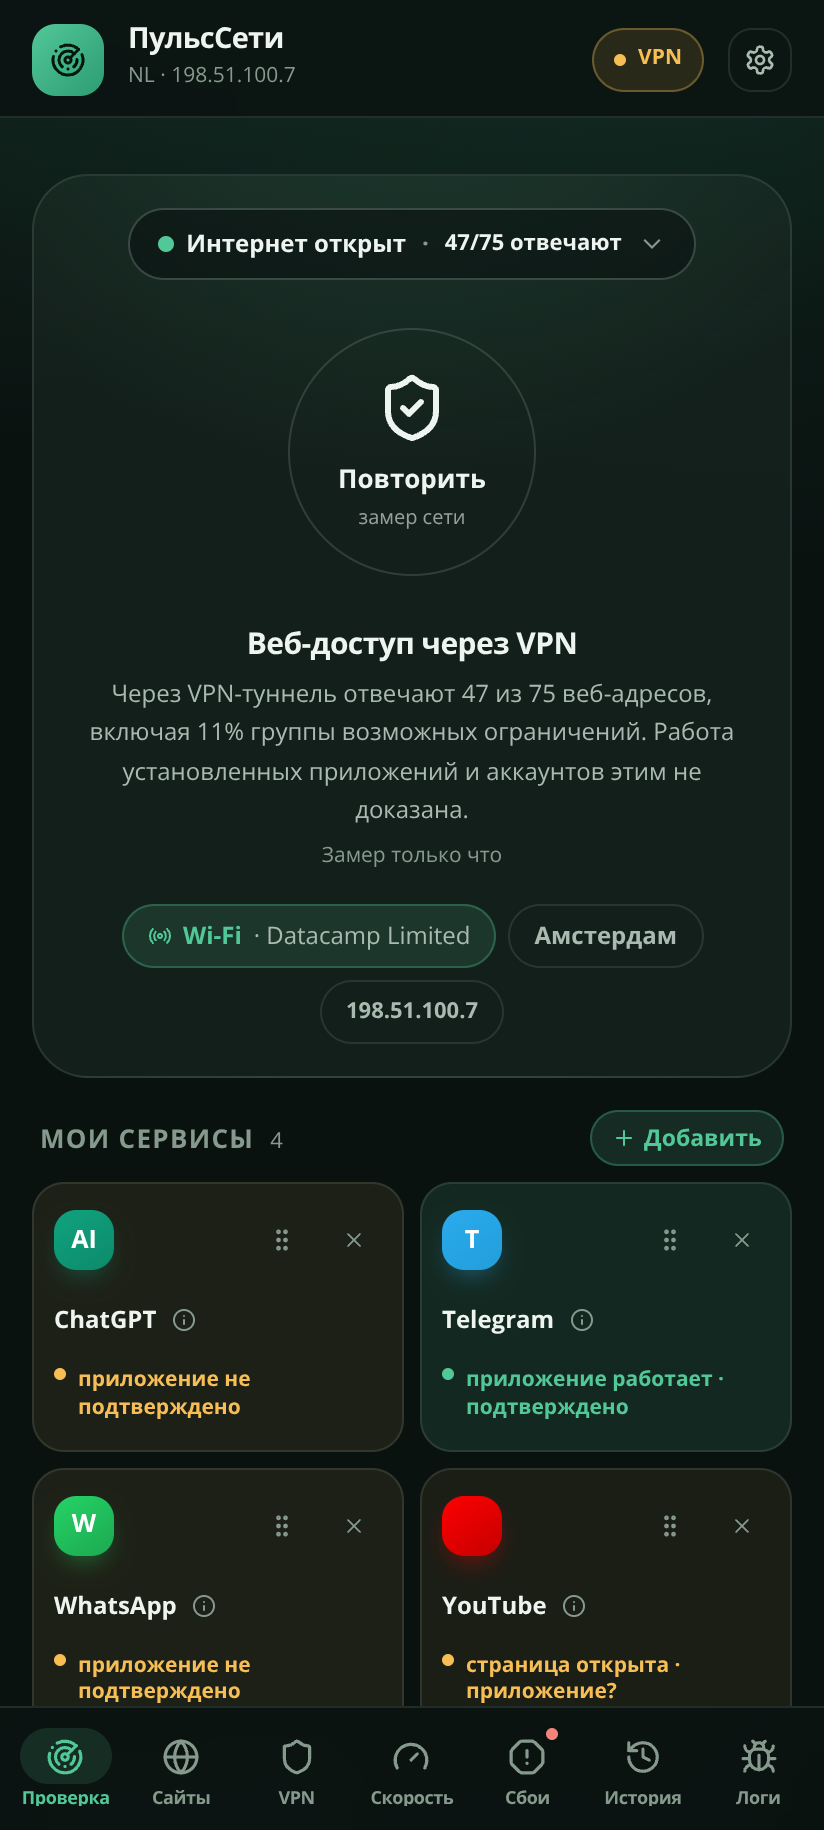 ПульсСети
NL · 198.51.100.7
VPN
Интернет открыт · 47/75 отвечают
Повторить
замер сети
Веб-доступ через VPN
Через VPN-туннель отвечают 47 из 75 веб-адресов,
включая 11% группы возможных ограничений. Работа
установленных приложений и аккаунтов этим не
доказана.
Замер только что
Wi-Fi · Datacamp Limited
Амстердам
198.51.100.7
МОИ СЕРВИСЫ 4
+ Добавить
AI
ChatGPT
приложение не
подтверждено
T
Telegram
приложение работает ·
подтверждено
W
WhatsApp
приложение не
подтверждено
YouTube
страница открыта ·
приложение?
Проверка
Сайты
VPN
Скорость
Сбои
История
Логи